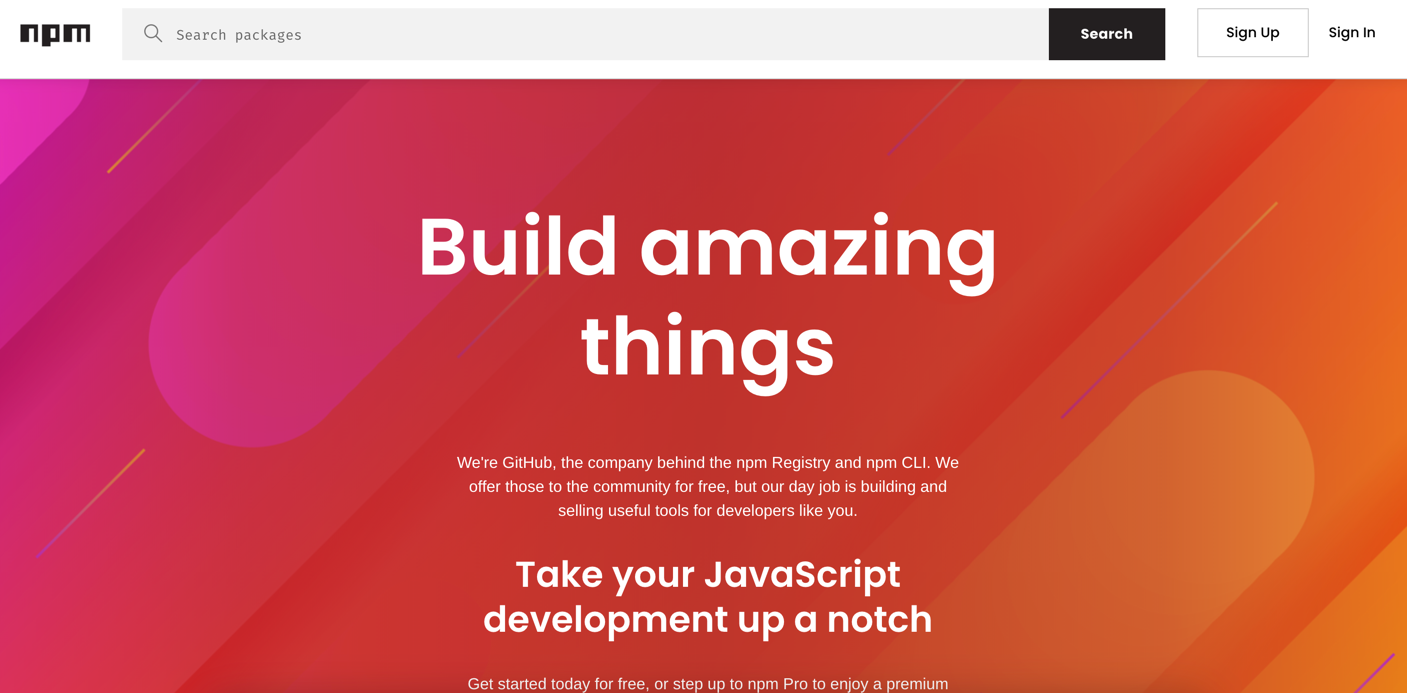 npm
Search packages
Search
Sign Up
Sign In
Build amazing
things
We're GitHub, the company behind the npm Registry and npm CLI. We
offer those to the community for free, but our day job is building and
selling useful tools for developers like you.
Take your JavaScript
development up a notch
Get started today for free, or step up to npm Pro to enjoy a premium